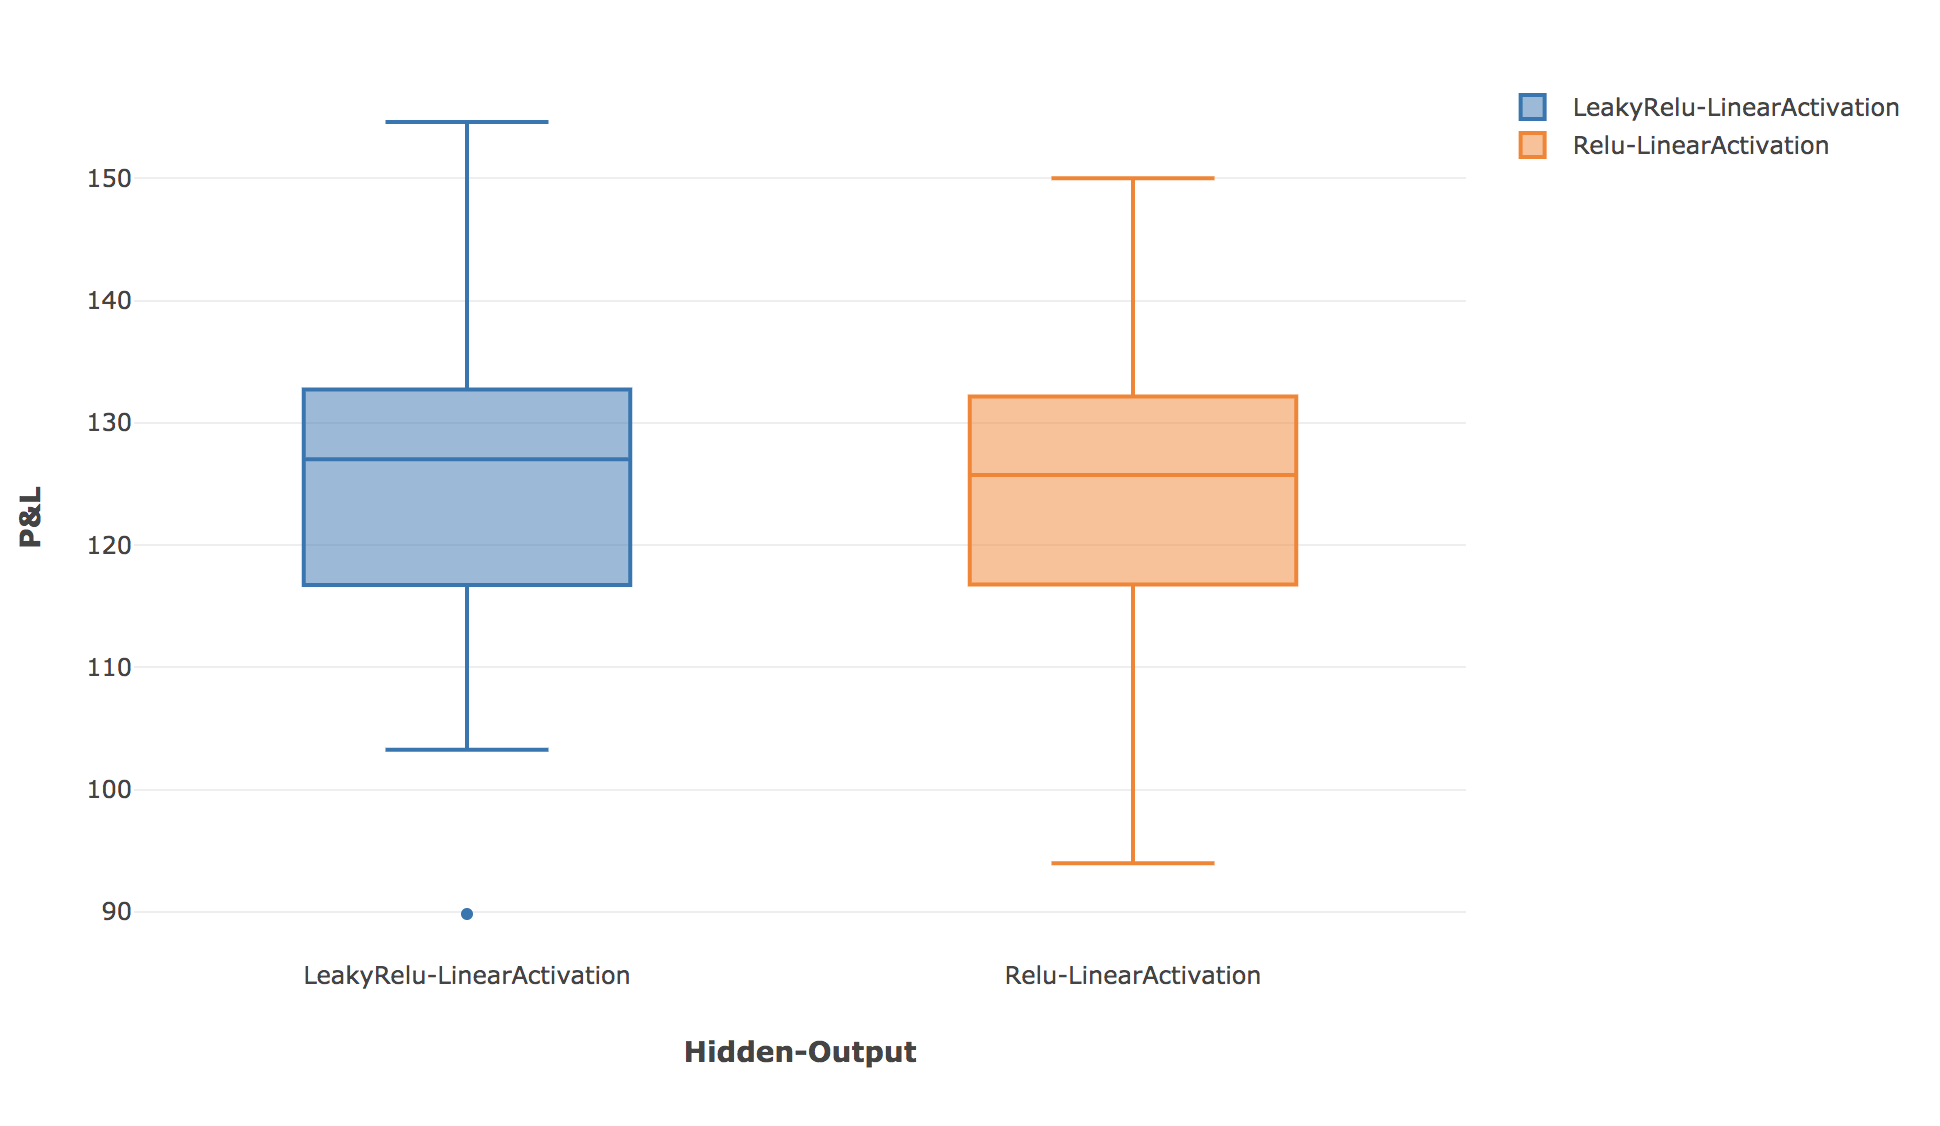 LeakyRelu-LinearActivation
Relu-LinearActivation
150
140
130
120
110
100
90
P&L
LeakyRelu-LinearActivation
Relu-LinearActivation
Hidden-Output